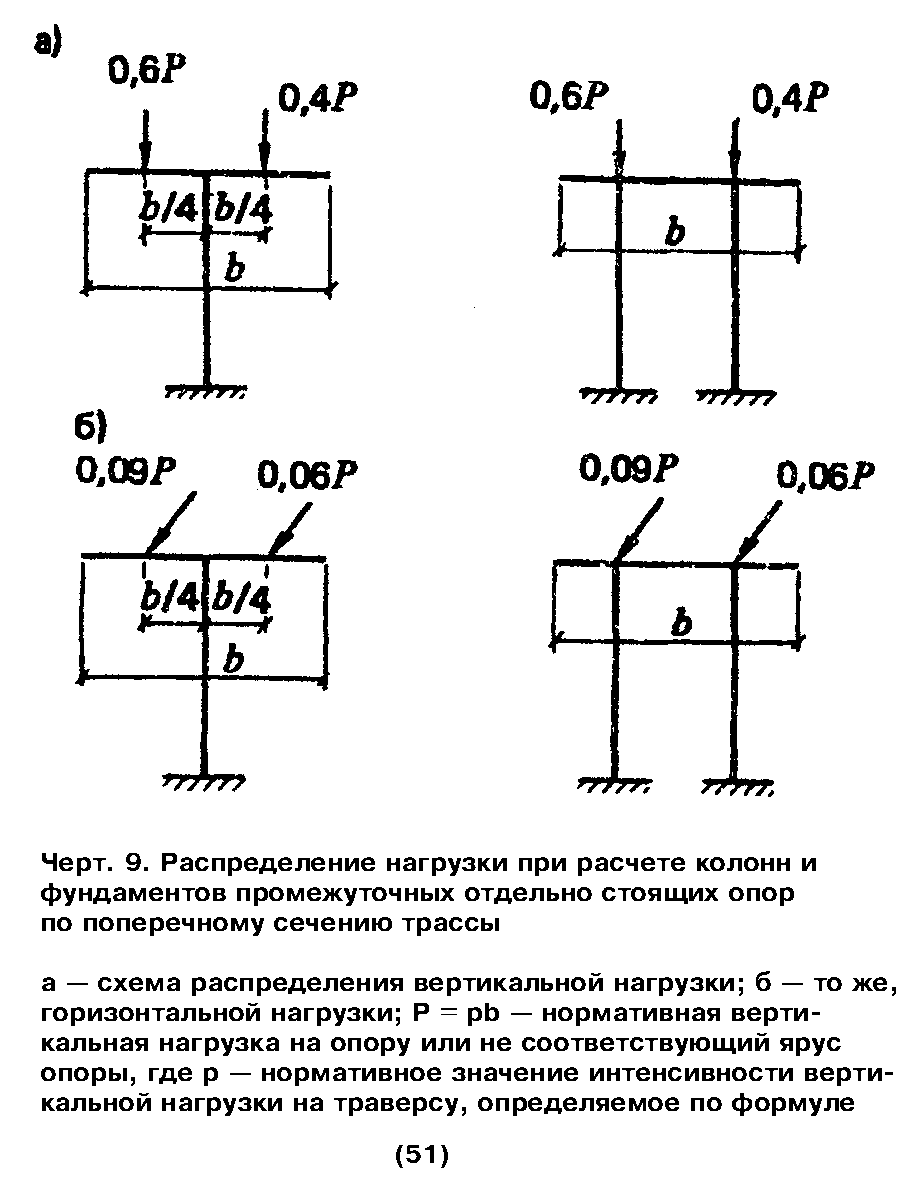 а)
0,6P
0,4P
0,6P
0,4P
b/4 b/4
b
b
б)
0,09P
0,06P
0,09P
0,06P
b/4 b/4
b
b
Черт. 9. Распределение нагрузки при расчете колонн и
фундаментов промежуточных отдельно стоящих опор
по поперечному сечению трассы
а — схема распределения вертикальной нагрузки; б — то же,
горизонтальной нагрузки; P = pb — нормативная верти-
кальная нагрузка на опору или не соответствующий ярус
опоры, где p — нормативное значение интенсивности верти-
кальной нагрузки на траверсу, определяемое по формуле
(51)